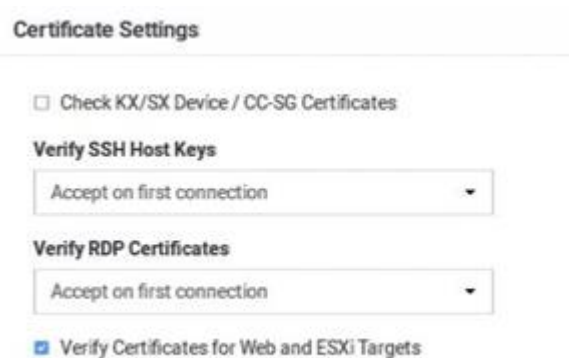 Certificate Settings
Check KX/SX Device / CC-SG Certificates
Verify SSH Host Keys
Accept on first connection
Verify RDP Certificates
Accept on first connection
Verify Certificates for Web and ESXi Targets